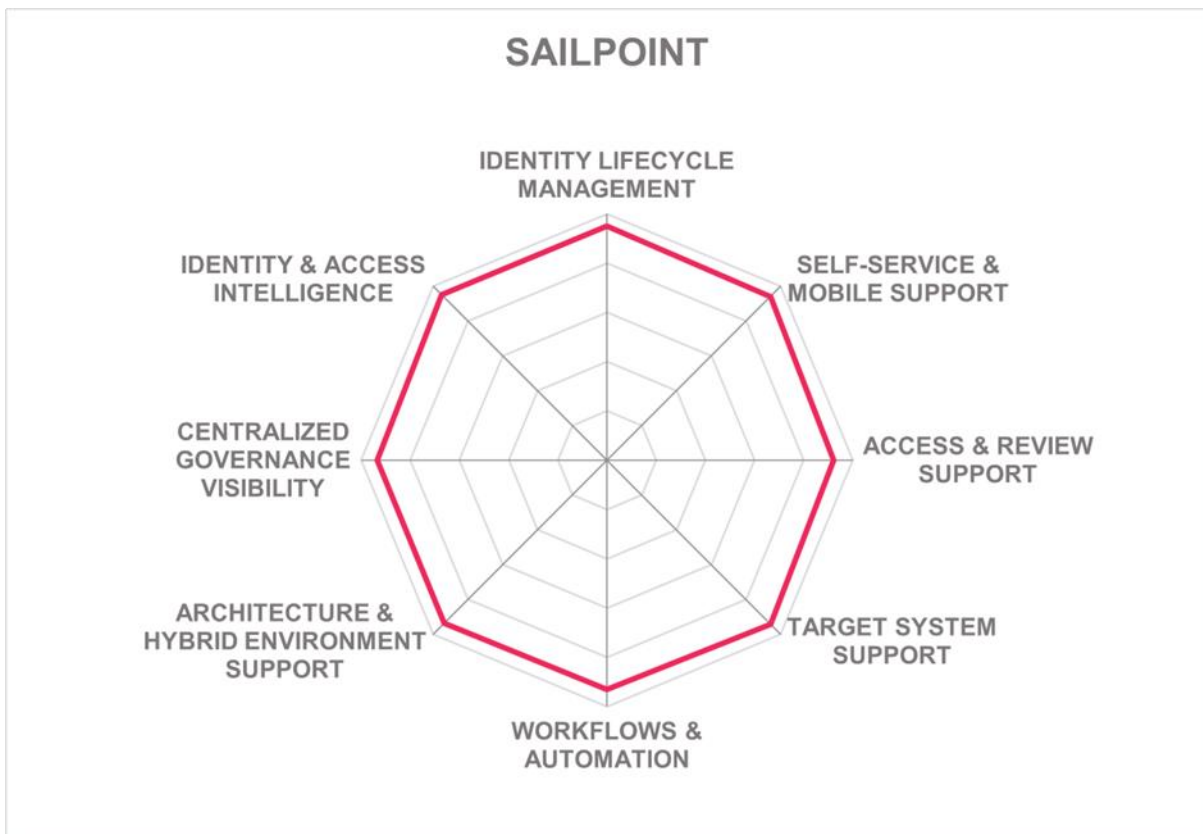 SAILPOINT
IDENTITY LIFECYCLE
MANAGEMENT
IDENTITY & ACCESS
INTELLIGENCE
SELF-SERVICE &
MOBILE SUPPORT
CENTRALIZED
GOVERNANCE
VISIBILITY
ACCESS & REVIEW
SUPPORT
ARCHITECTURE &
HYBRID ENVIRONMENT
SUPPORT
TARGET SYSTEM
SUPPORT
WORKFLOWS &
AUTOMATION